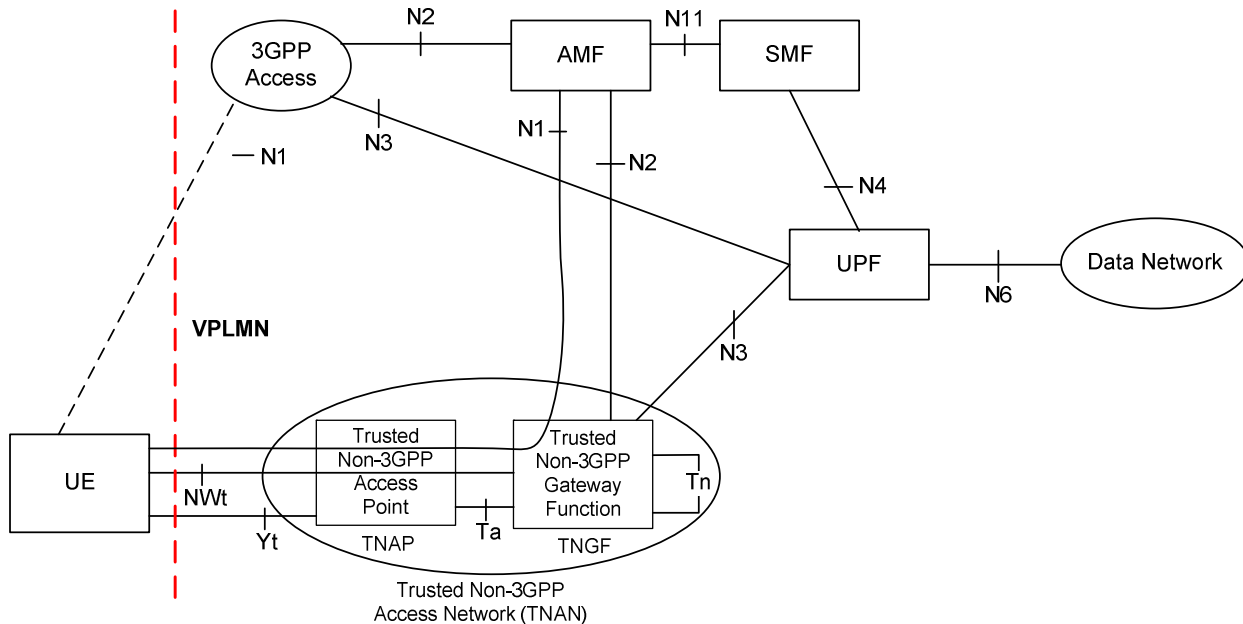 N2
N11
3GPP
Access
AMF
SMF
N1
N3
N1
N2
N4
UPF
Data Network
N6
VPLMN
N3
UE
Trusted
Non-3GPP
Access
Point
Trusted
Non-3GPP
Gateway
Function
Tn
NWt
Yt
Ta
TNAP
TNGF
Trusted Non-3GPP
Access Network (TNAN)